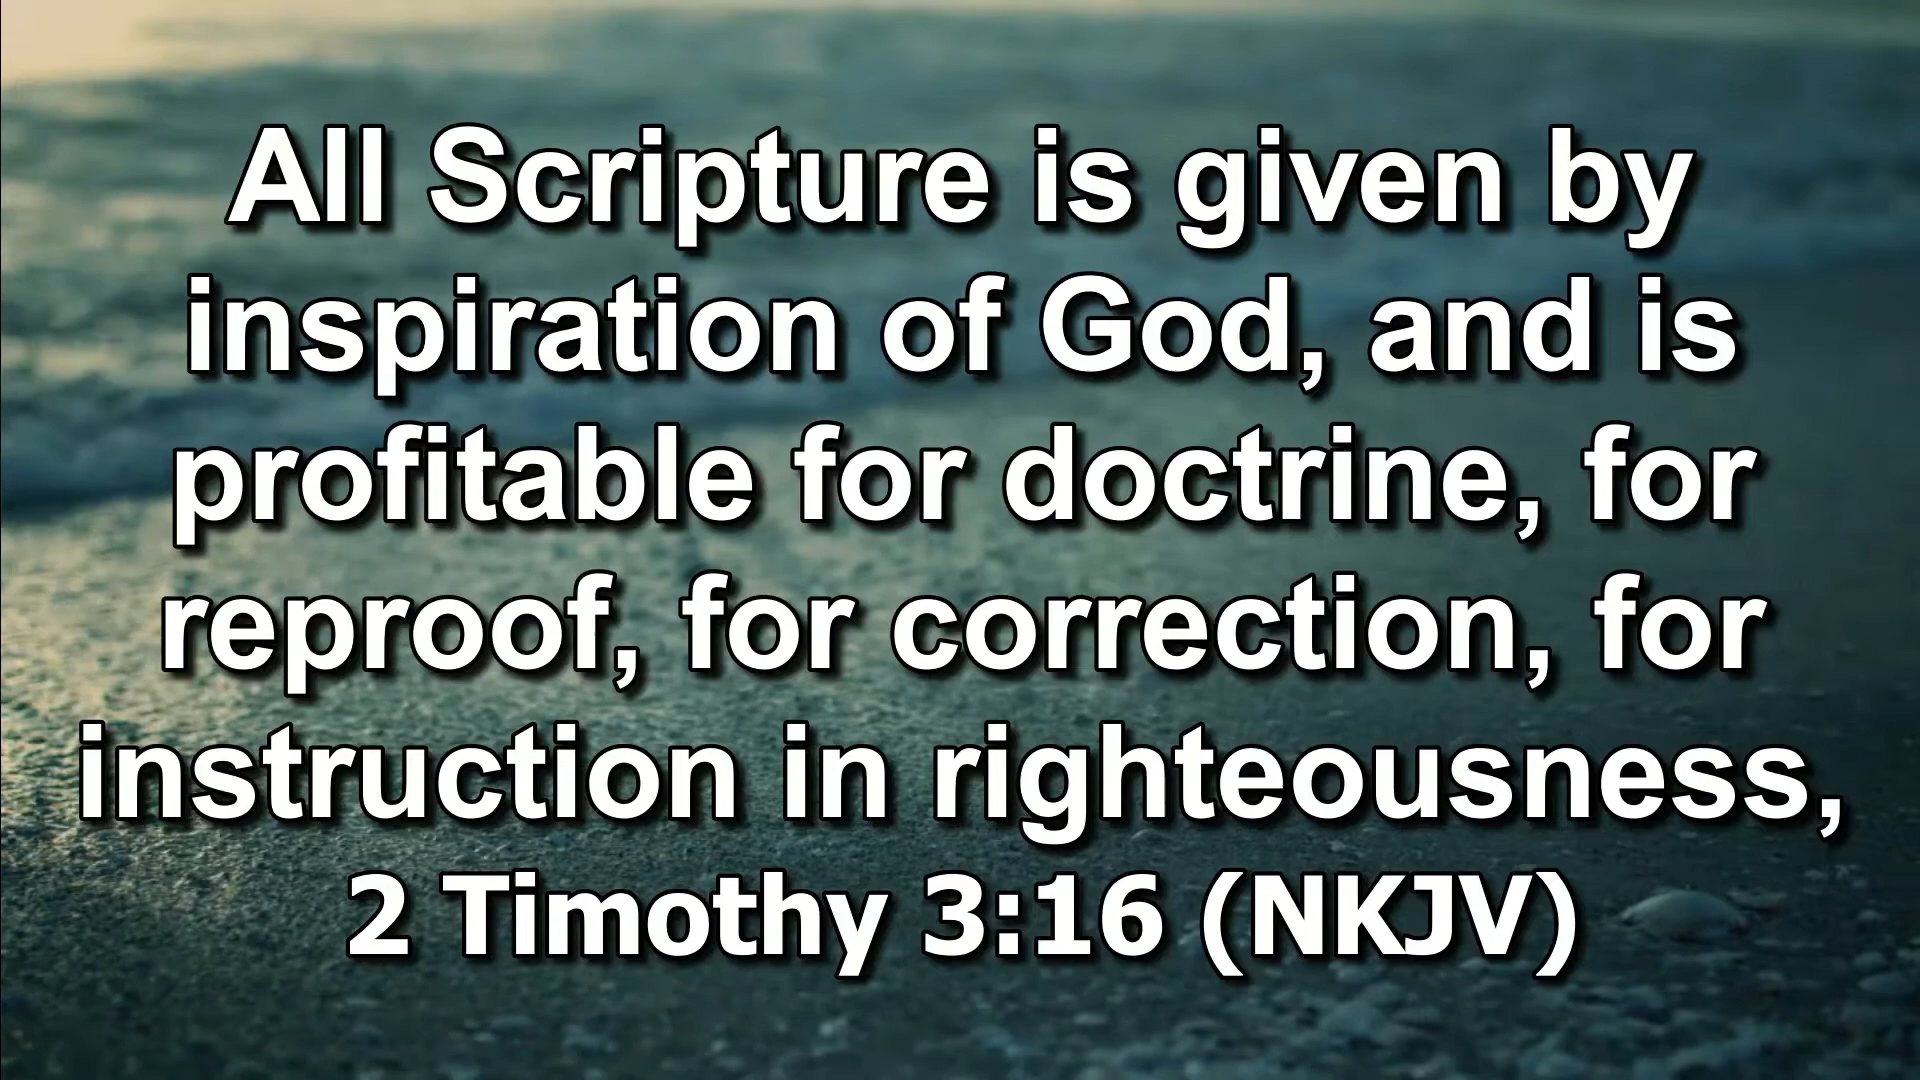 All Scripture is given by
inspiration of God, and is
profitable for doctrine, for
reproof, for correction, for
instruction in righteousness,
2 Timothy 3:16 (NKJV)